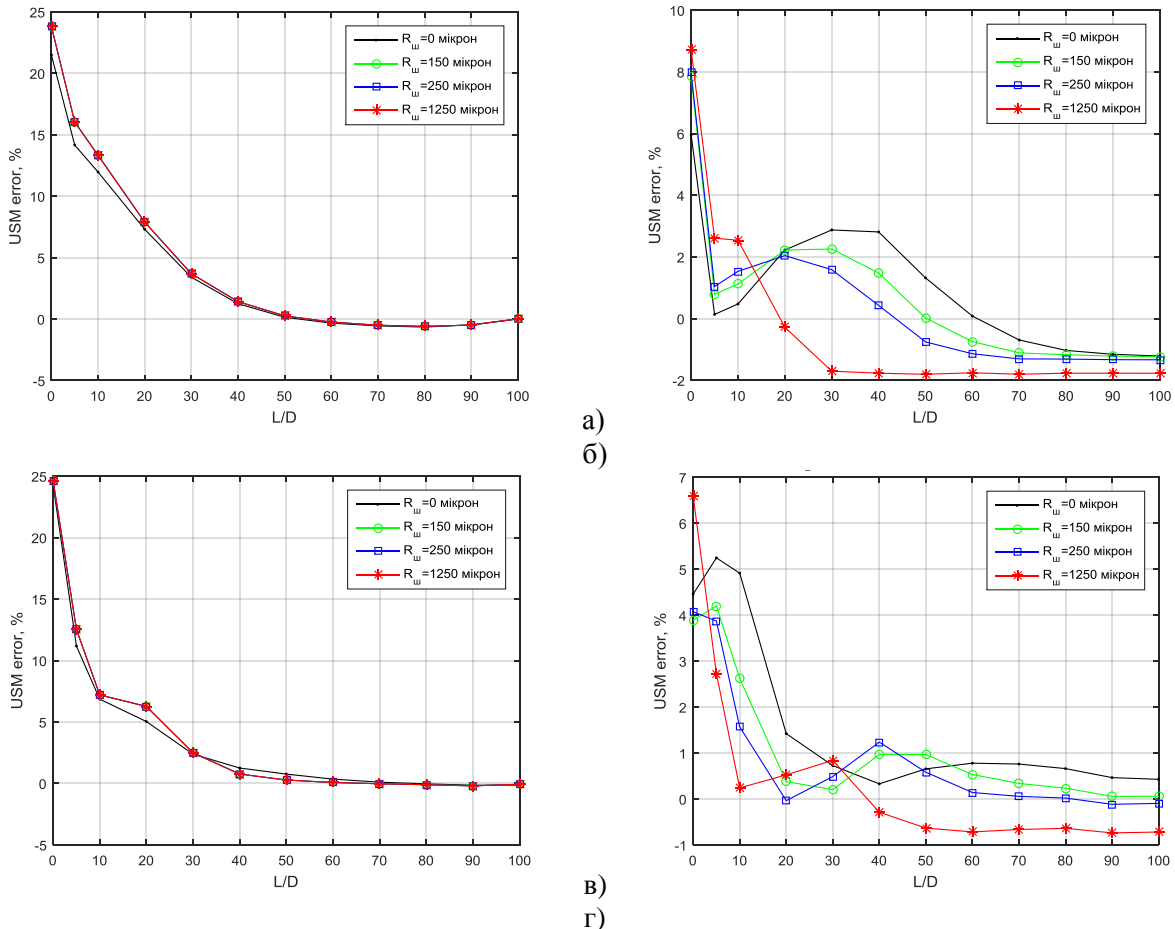 25
20
15
10
5
0
-5
USM error, %
0 10 20 30 40 50 60 70 80 90 100
L/D
Rш=0 мікрон
Rш=150 мікрон
Rш=250 мікрон
Rш=1250 мікрон
10
8
6
4
2
0
-2
USM error, %
0 10 20 30 40 50 60 70 80 90 100
L/D
Rш=0 мікрон
Rш=150 мікрон
Rш=250 мікрон
Rш=1250 мікрон
а)
б)
25
20
15
10
5
0
-5
USM error, %
0 10 20 30 40 50 60 70 80 90 100
L/D
Rш=0 мікрон
Rш=150 мікрон
Rш=250 мікрон
Rш=1250 мікрон
7
6
5
4
3
2
1
0
-1
USM error, %
0 10 20 30 40 50 60 70 80 90 100
L/D
Rш=0 мікрон
Rш=150 мікрон
Rш=250 мікрон
Rш=1250 мікрон
в)
г)